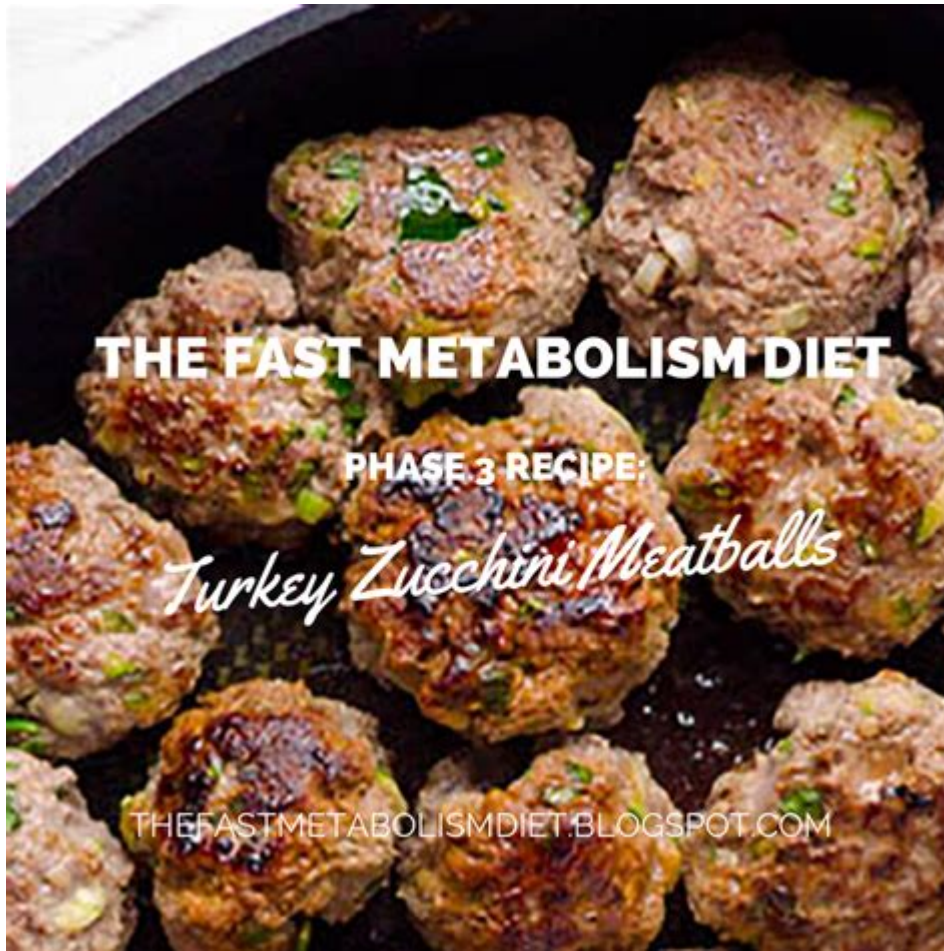 THE FAST METABOLISM DIET
PHASE 3 RECIPE:
Turkey Zucchini Meatballs
THEFASTMETABOLISMDIET.BLOGSPOT.COM